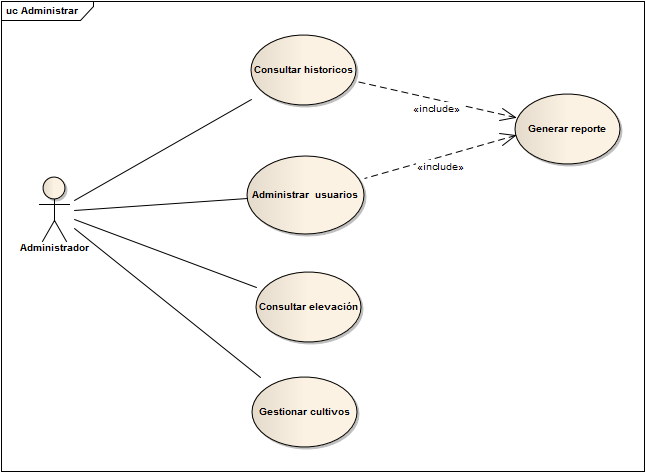 uc Administrar
Consultar historicos
«include»
Generar reporte
«include»
Administrar usuarios
Administrador
Consultar elevación
Gestionar cultivos